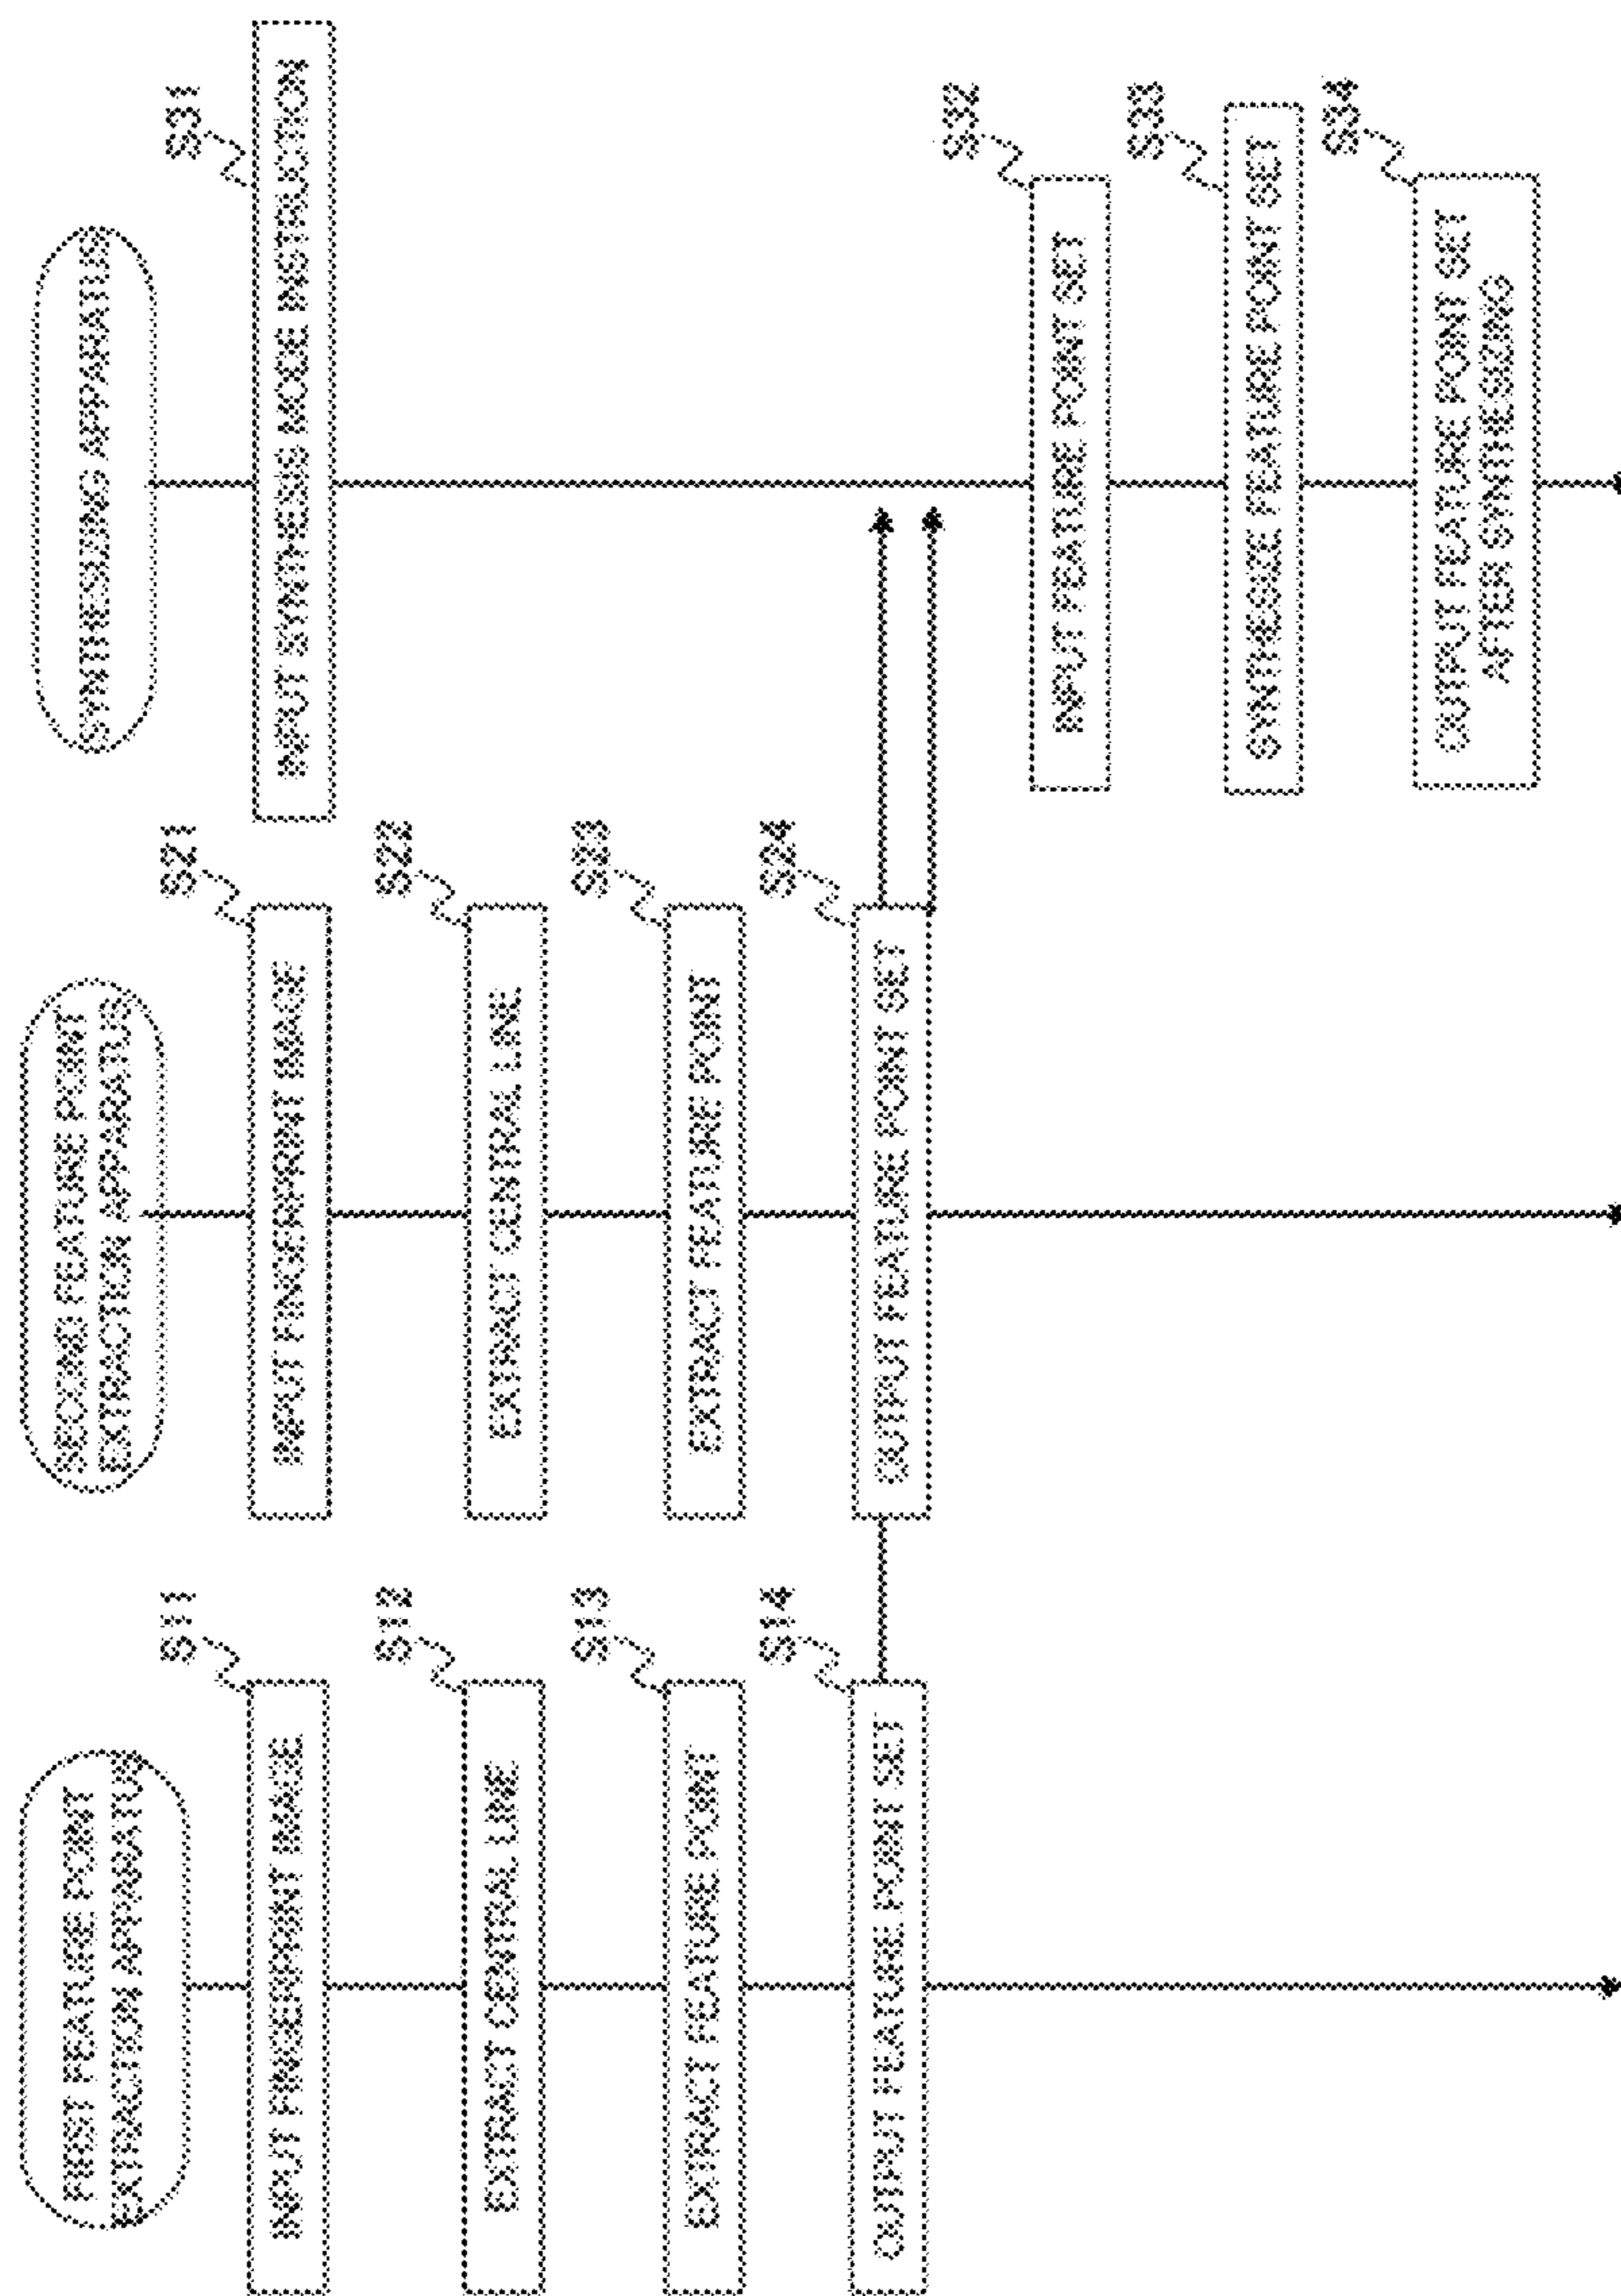 FIRST FEATURE POINT
EXTRACTION APPARATUS
S11
INPUT FINGERPRINT IMAGE
S12
EXTRACT CENTRAL LINE
S13
EXTRACT FEATURE POINT
S14
OUTPUT FEATURE POINT SET
SECOND FEATURE POINT
EXTRACTION APPARATUS
S21
INPUT FINGERPRINT IMAGE
S22
EXTRACT CENTRAL LINE
S23
EXTRACT FEATURE POINT
S24
OUTPUT FEATURE POINT SET
SYNTHESIZING APPARATUS
S31
INPUT SYNTHESIS MODE INSTRUCTION
S32
INPUT FEATURE POINT SET
S33
SYNTHESIZE FEATURE POINT SET
S34
OUTPUT FEATURE POINT SET
AFTER SYNTHESIZING